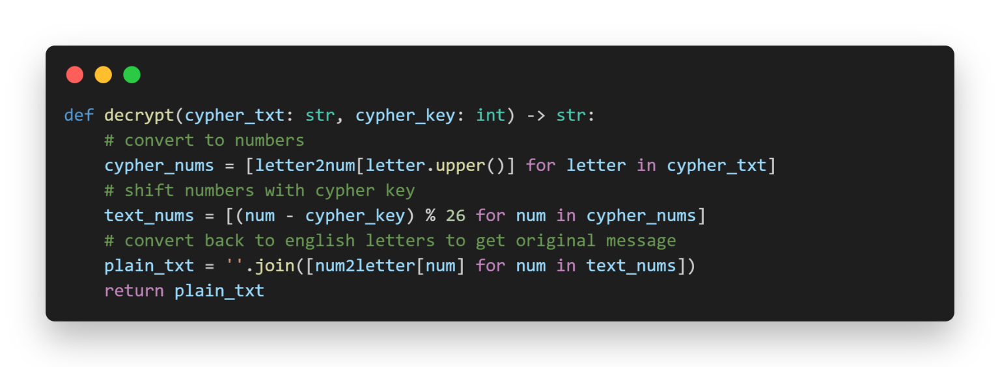 def decrypt(cypher_txt: str, cypher_key: int) -> str:
    # convert to numbers
    cypher_nums = [letter2num[letter.upper()] for letter in cypher_txt]
    # shift numbers with cypher key
    text_nums = [(num - cypher_key) % 26 for num in cypher_nums]
    # convert back to english letters to get original message
    plain_txt = ''.join([num2letter[num] for num in text_nums])
    return plain_txt